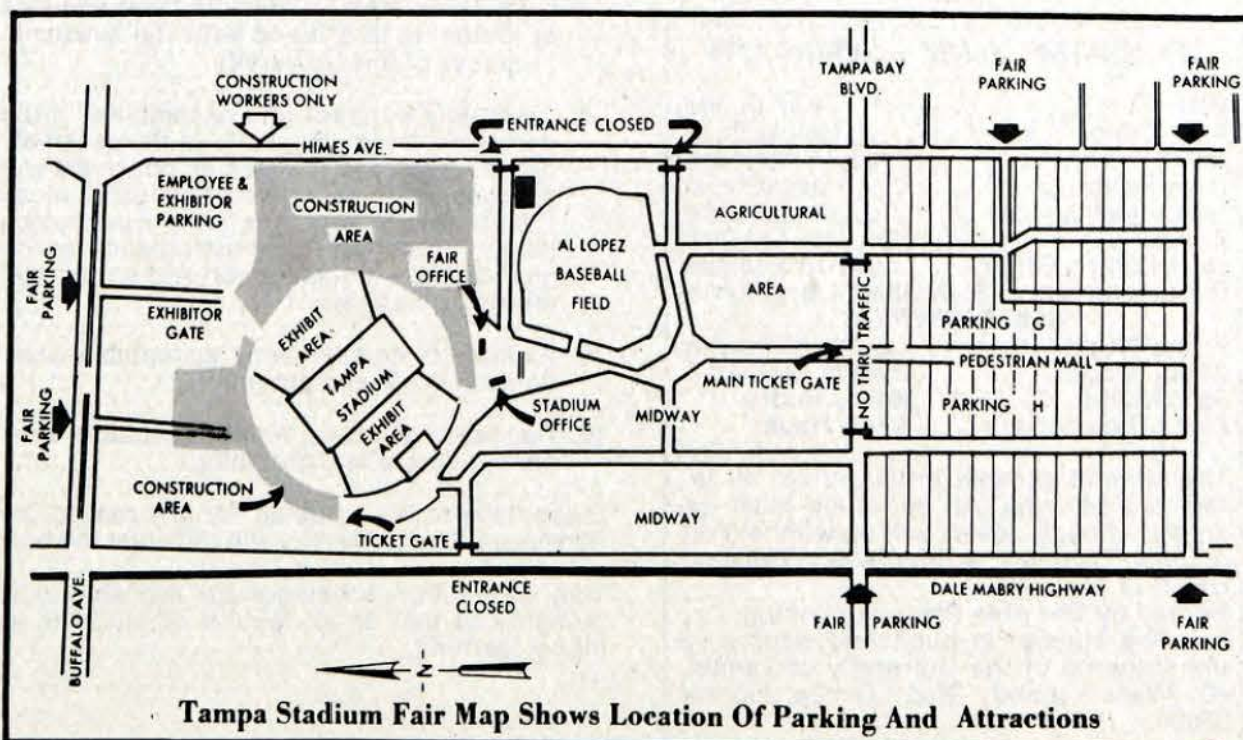 CONSTRUCTION
WORKERS ONLY
HIMES AVE.
ENTRANCE CLOSED
TAMPA BAY
BLVD.
FAIR
PARKING
FAIR
PARKING
EMPLOYEE &
EXHIBITOR
PARKING
CONSTRUCTION
AREA
FAIR
OFFICE
AL LOPEZ
BASEBALL
FIELD
AGRICULTURAL
AREA
FAIR
PARKING
EXHIBITOR
GATE
EXHIBIT
AREA
TAMPA
STADIUM
EXHIBIT
AREA
STADIUM
OFFICE
MAIN TICKET GATE
NO THRU TRAFFIC
PARKING G
PEDESTRIAN MALL
PARKING H
MIDWAY
FAIR
PARKING
CONSTRUCTION
AREA
TICKET GATE
MIDWAY
ENTRANCE
CLOSED
DALE MABRY HIGHWAY
BUFFALO AVE.
FAIR PARKING
FAIR
PARKING
N
Tampa Stadium Fair Map Shows Location Of Parking And Attractions